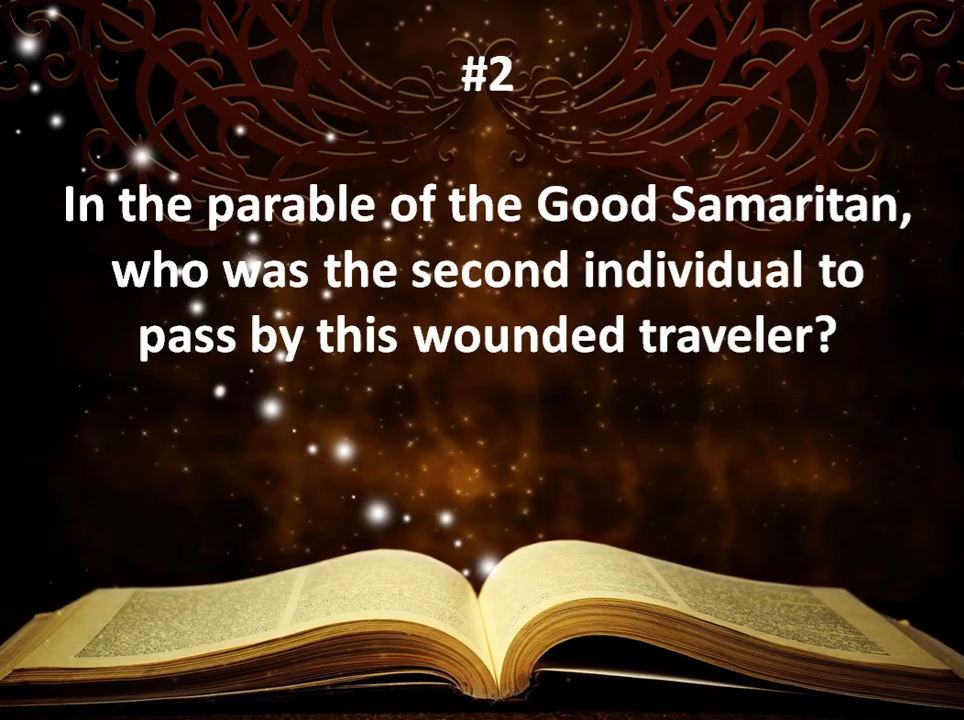 #2
In the parable of the Good Samaritan,
who was the second individual to
pass by this wounded traveler?